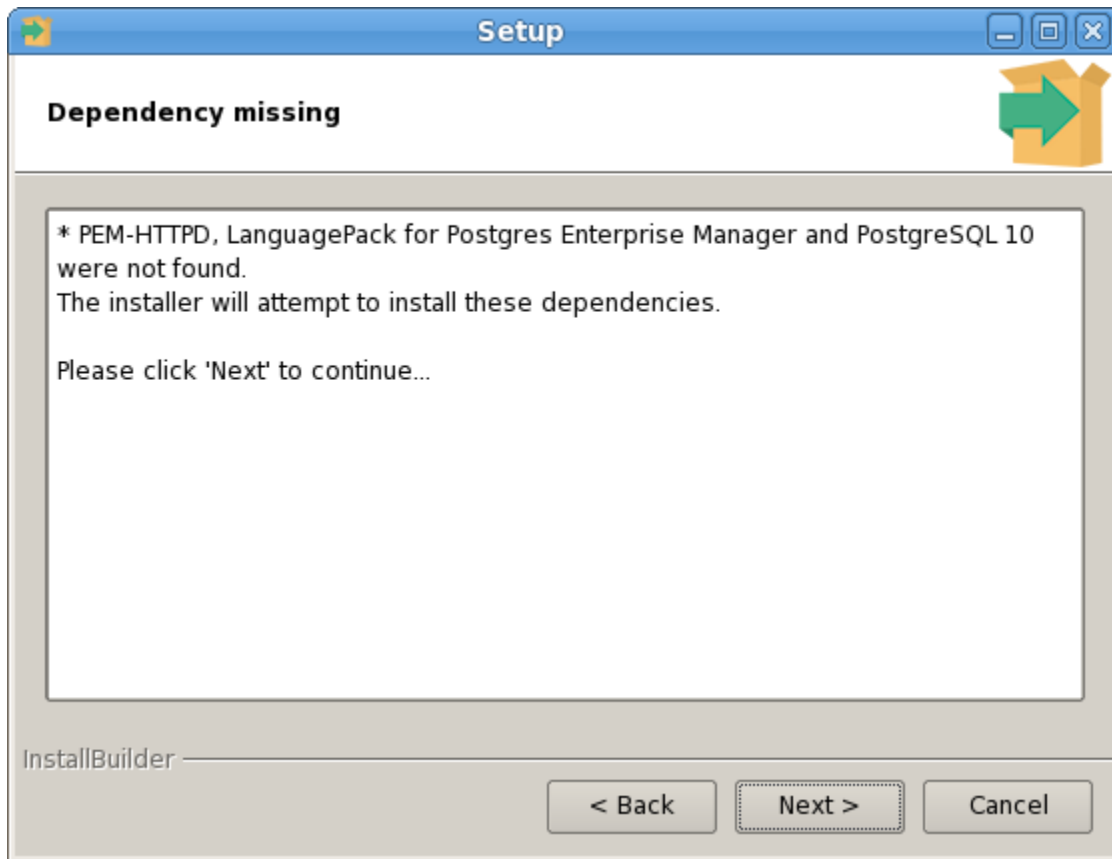 Setup
Dependency missing
* PEM-HTTPD, LanguagePack for Postgres Enterprise Manager and PostgreSQL 10
were not found.
The installer will attempt to install these dependencies.
Please click 'Next' to continue...
InstallBuilder
< Back
Next >
Cancel